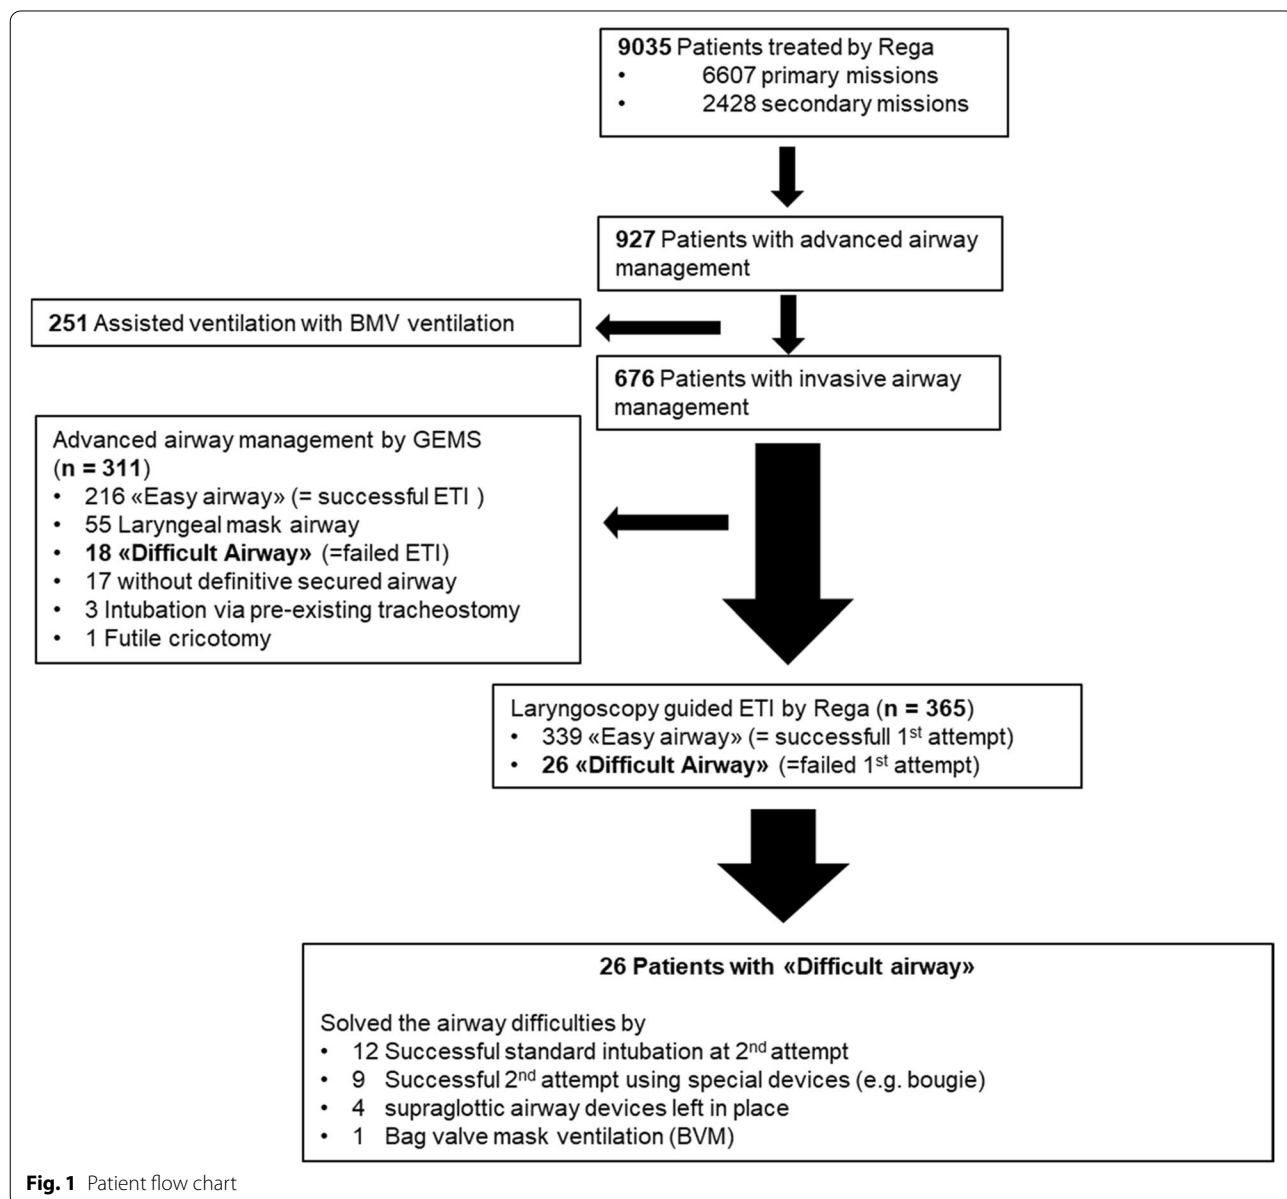 9035 Patients treated by Rega
• 6607 primary missions
• 2428 secondary missions
927 Patients with advanced airway
management
251 Assisted ventilation with BMV ventilation
676 Patients with invasive airway
management
Advanced airway management by GEMS
(n = 311)
• 216 «Easy airway» (= successful ETI )
• 55 Laryngeal mask airway
• 18 «Difficult Airway» (=failed ETI)
• 17 without definitive secured airway
• 3 Intubation via pre-existing tracheostomy
• 1 Futile cricotomy
Laryngoscopy guided ETI by Rega (n = 365)
• 339 «Easy airway» (= successfull 1st attempt)
• 26 «Difficult Airway» (=failed 1st attempt)
26 Patients with «Difficult airway»
Solved the airway difficulties by
• 12 Successful standard intubation at 2nd attempt
• 9 Successful 2nd attempt using special devices (e.g. bougie)
• 4 supraglottic airway devices left in place
• 1 Bag valve mask ventilation (BVM)
Fig. 1 Patient flow chart